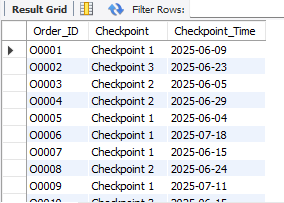 Result Grid Filter Rows:
Order_ID Checkpoint Checkpoint_Time
O0001 Checkpoint 1 2025-06-09
O0002 Checkpoint 3 2025-06-23
O0003 Checkpoint 2 2025-06-05
O0004 Checkpoint 2 2025-06-29
O0005 Checkpoint 1 2025-06-04
O0006 Checkpoint 1 2025-07-18
O0007 Checkpoint 1 2025-06-15
O0008 Checkpoint 2 2025-06-24
O0009 Checkpoint 1 2025-07-11